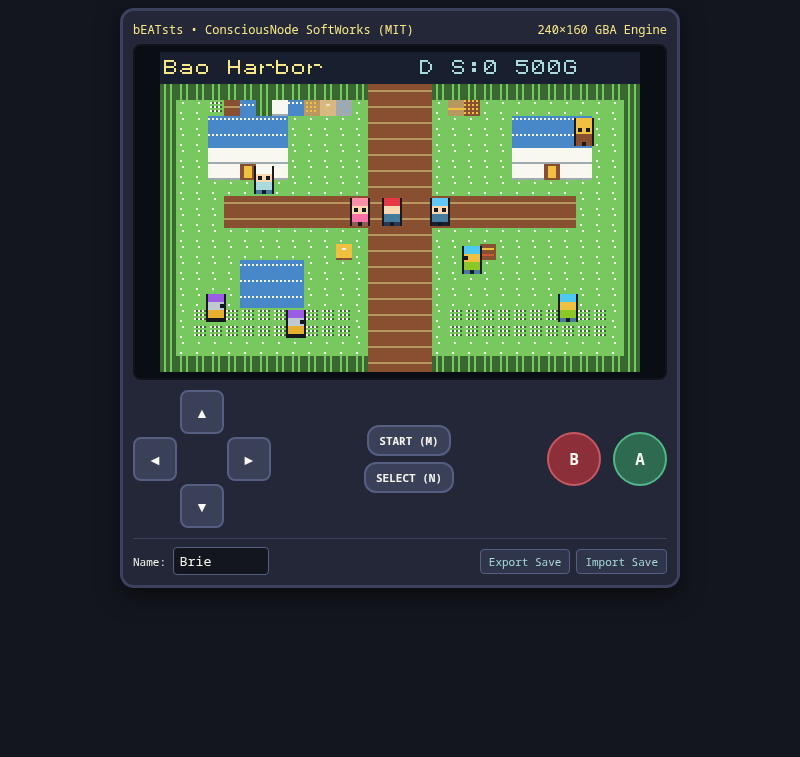 bEATsts • ConsciousNode SoftWorks (MIT)
240×160 GBA Engine
Bao Harbor D S:0 500G
▲
◀ ▶
▼
START (M)
SELECT (N)
B A
Name: Brie
Export Save Import Save